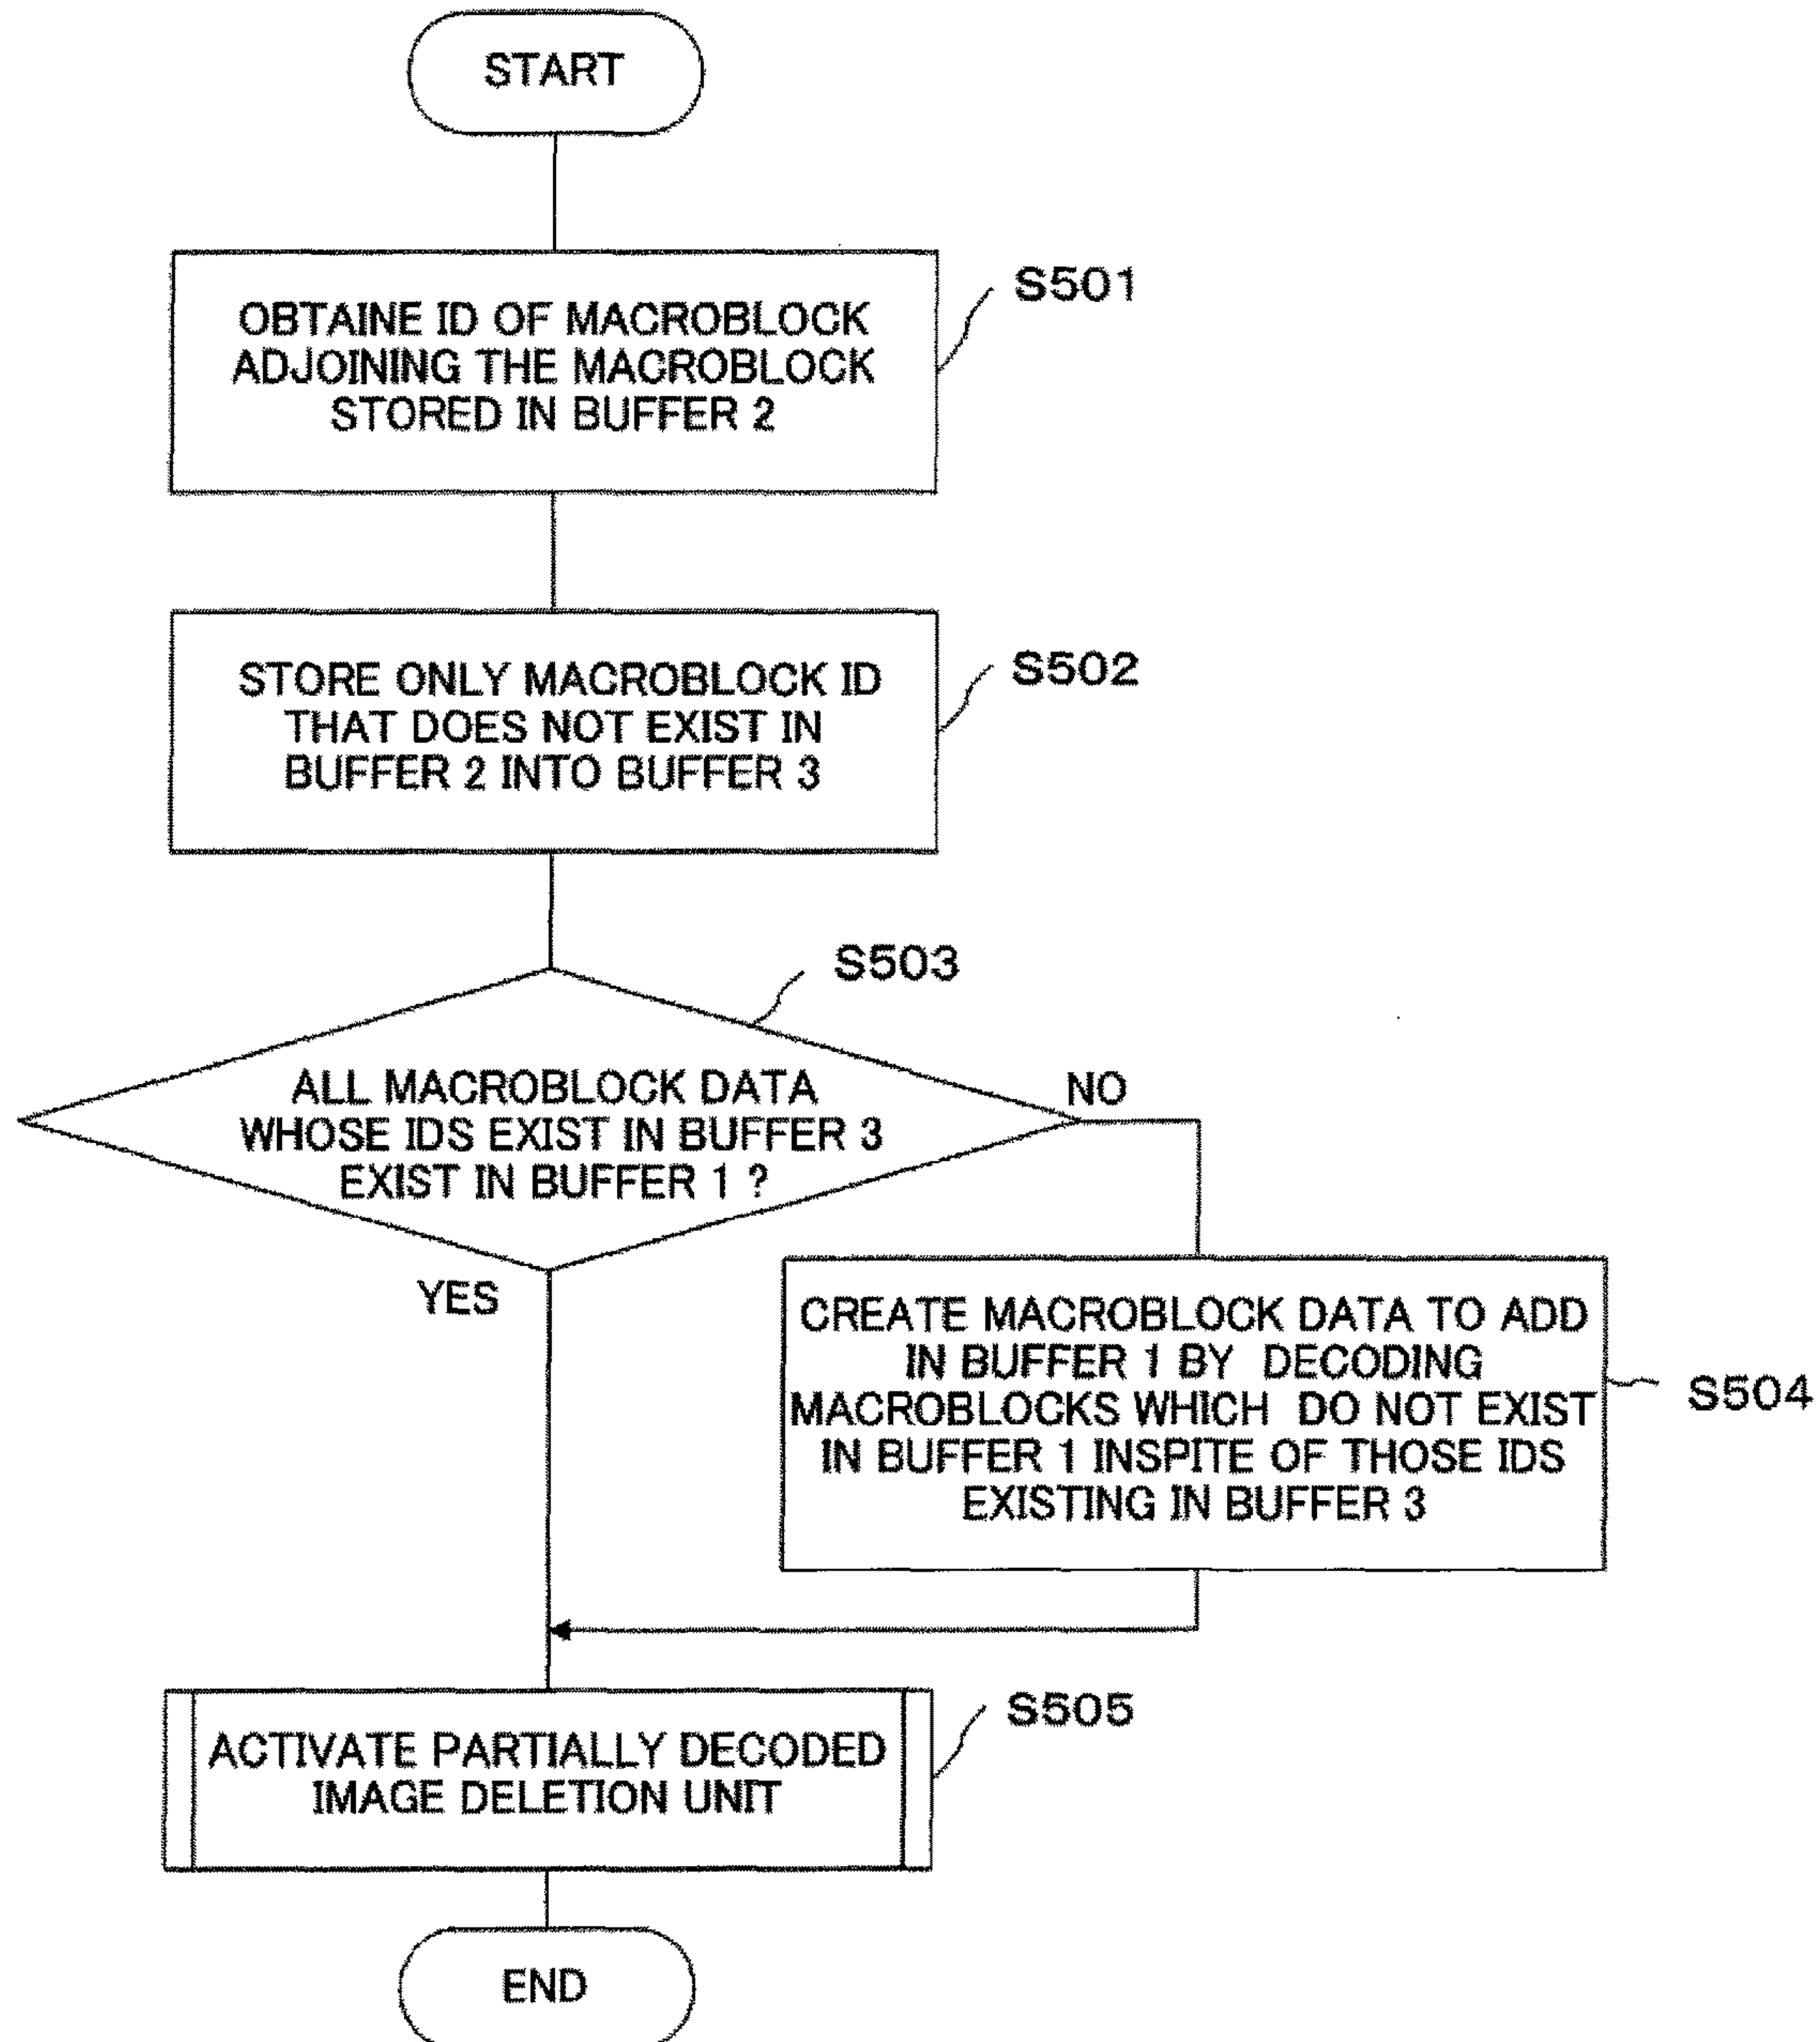 START
S501
OBTAINE ID OF MACROBLOCK
ADJOINING THE MACROBLOCK
STORED IN BUFFER 2
S502
STORE ONLY MACROBLOCK ID
THAT DOES NOT EXIST IN
BUFFER 2 INTO BUFFER 3
S503
ALL MACROBLOCK DATA
WHOSE IDS EXIST IN BUFFER 3
EXIST IN BUFFER 1 ?
NO
YES
CREATE MACROBLOCK DATA TO ADD
IN BUFFER 1 BY DECODING
MACROBLOCKS WHICH DO NOT EXIST
IN BUFFER 1 INSPITE OF THOSE IDS
EXISTING IN BUFFER 3
S504
S505
ACTIVATE PARTIALLY DECODED
IMAGE DELETION UNIT
END